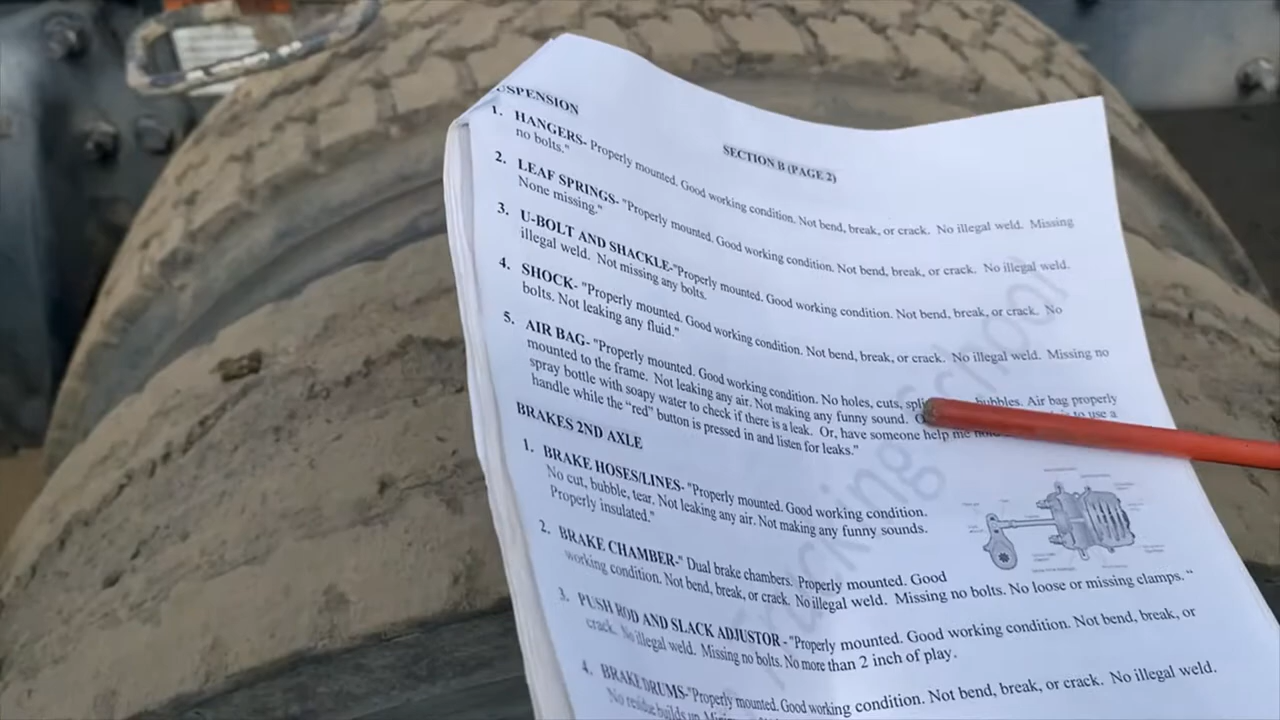 USPENSION
SECTION B (PAGE 2)
1. HANGERS- Properly mounted. Good working condition. Not bend, break, or crack. No illegal weld. Missing
no bolts."
2. LEAF SPRINGS- "Properly mounted. Good working condition. Not bend, break, or crack. No illegal weld.
None missing."
3. U-BOLT AND SHACKLE-"Properly mounted. Good working condition. Not bend, break, or crack. No
illegal weld. Not missing any bolts.
4. SHOCK- "Properly mounted. Good working condition. Not bend, break, or crack. No illegal weld. Missing no
bolts. Not leaking any fluid."
5. AIR BAG- "Properly mounted. Good working condition. No holes, cuts, bubbles. Air bag properly
mounted to the frame. Not leaking any air. Not making any funny sound. to use a
spray bottle with soapy water to check if there is a leak. Or, have someone help me
handle while the "red" button is pressed in and listen for leaks."
BRAKES 2ND AXLE
1. BRAKE HOSES/LINES- "Properly mounted. Good working condition.
No cut, bubble, tear. Not leaking any air. Not making any funny sounds.
Properly insulated."
2. BRAKE CHAMBER-" Dual brake chambers. Properly mounted. Good
working condition. Not bend, break, or crack. No illegal weld. Missing no bolts. No loose or missing clamps. "
3. PUSH ROD AND SLACK ADJUSTOR - "Properly mounted. Good working condition. Not bend, break, or
crack. No illegal weld. Missing no bolts. No more than 2 inch of play.
4. BRAKE DRUMS-"Properly mounted. Good working condition. Not bend, break, or crack. No illegal weld.
No residue builds up.
Trucking School